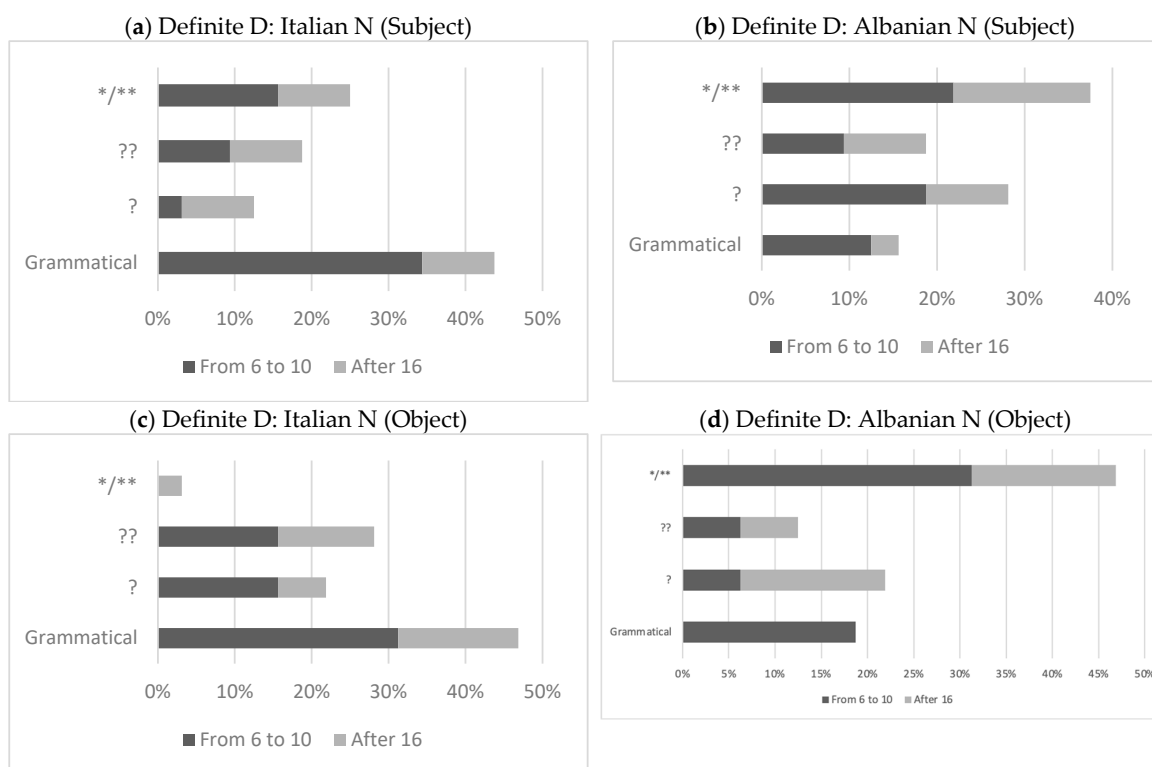 (a) Definite D: Italian N (Subject)
*/**
??
?
Grammatical
0% 10% 20% 30% 40% 50%
From 6 to 10 After 16
(b) Definite D: Albanian N (Subject)
*/**
??
?
Grammatical
0% 10% 20% 30% 40%
From 6 to 10 After 16
(c) Definite D: Italian N (Object)
*/**
??
?
Grammatical
0% 10% 20% 30% 40% 50%
From 6 to 10 After 16
(d) Definite D: Albanian N (Object)
*/**
??
?
Grammatical
0% 5% 10% 15% 20% 25% 30% 35% 40% 45% 50%
From 6 to 10 After 16